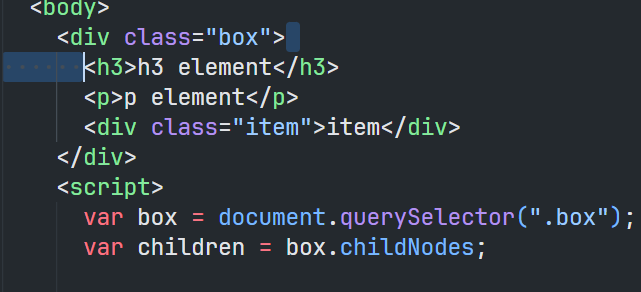 <body>
<div class="box">
<h3>h3 element</h3>
<p>p element</p>
<div class="item">item</div>
</div>
<script>
var box = document.querySelector(".box");
var children = box.childNodes;